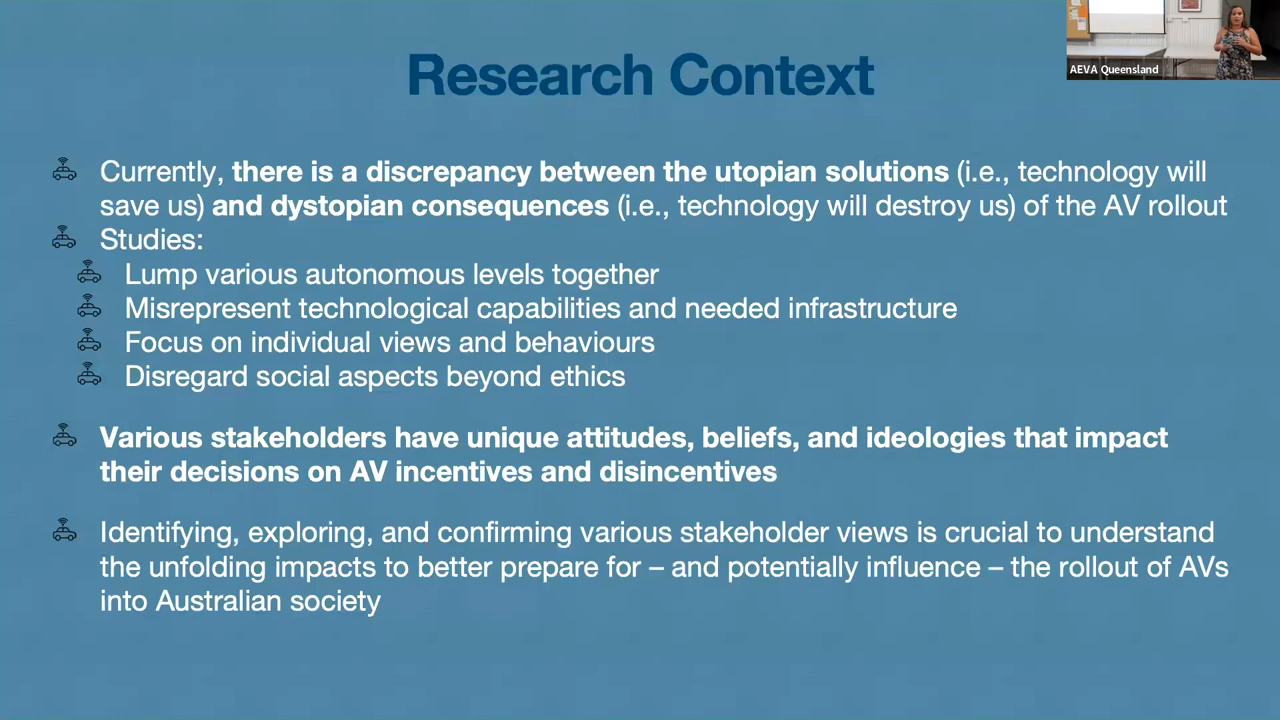 Research Context
AEVA Queensland
Currently, there is a discrepancy between the utopian solutions (i.e., technology will
save us) and dystopian consequences (i.e., technology will destroy us) of the AV rollout
Studies:
Lump various autonomous levels together
Misrepresent technological capabilities and needed infrastructure
Focus on individual views and behaviours
Disregard social aspects beyond ethics
Various stakeholders have unique attitudes, beliefs, and ideologies that impact
their decisions on AV incentives and disincentives
Identifying, exploring, and confirming various stakeholder views is crucial to understand
the unfolding impacts to better prepare for – and potentially influence – the rollout of AVs
into Australian society